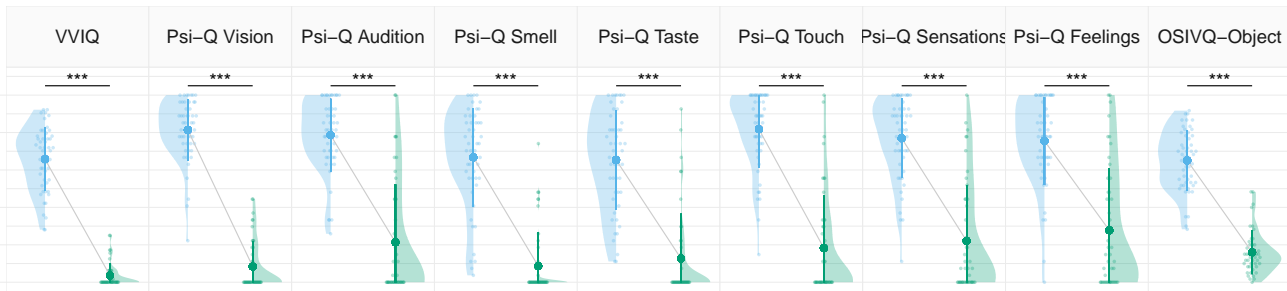 VVIQ
Psi−Q Vision
Psi−Q Audition
Psi−Q Smell
Psi−Q Taste
Psi−Q Touch
Psi−Q Sensations
Psi−Q Feelings
OSIVQ−Object
***
***
***
***
***
***
***
***
***